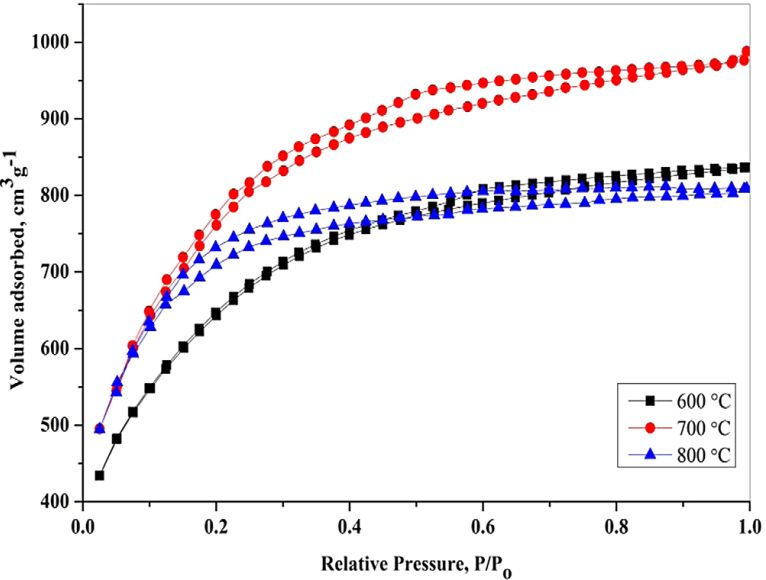 1000
900
800
700
600
500
400
Volume adsorbed, cm3g-1
600 °C
700 °C
800 °C
0.0 0.2 0.4 0.6 0.8 1.0
Relative Pressure, P/Po